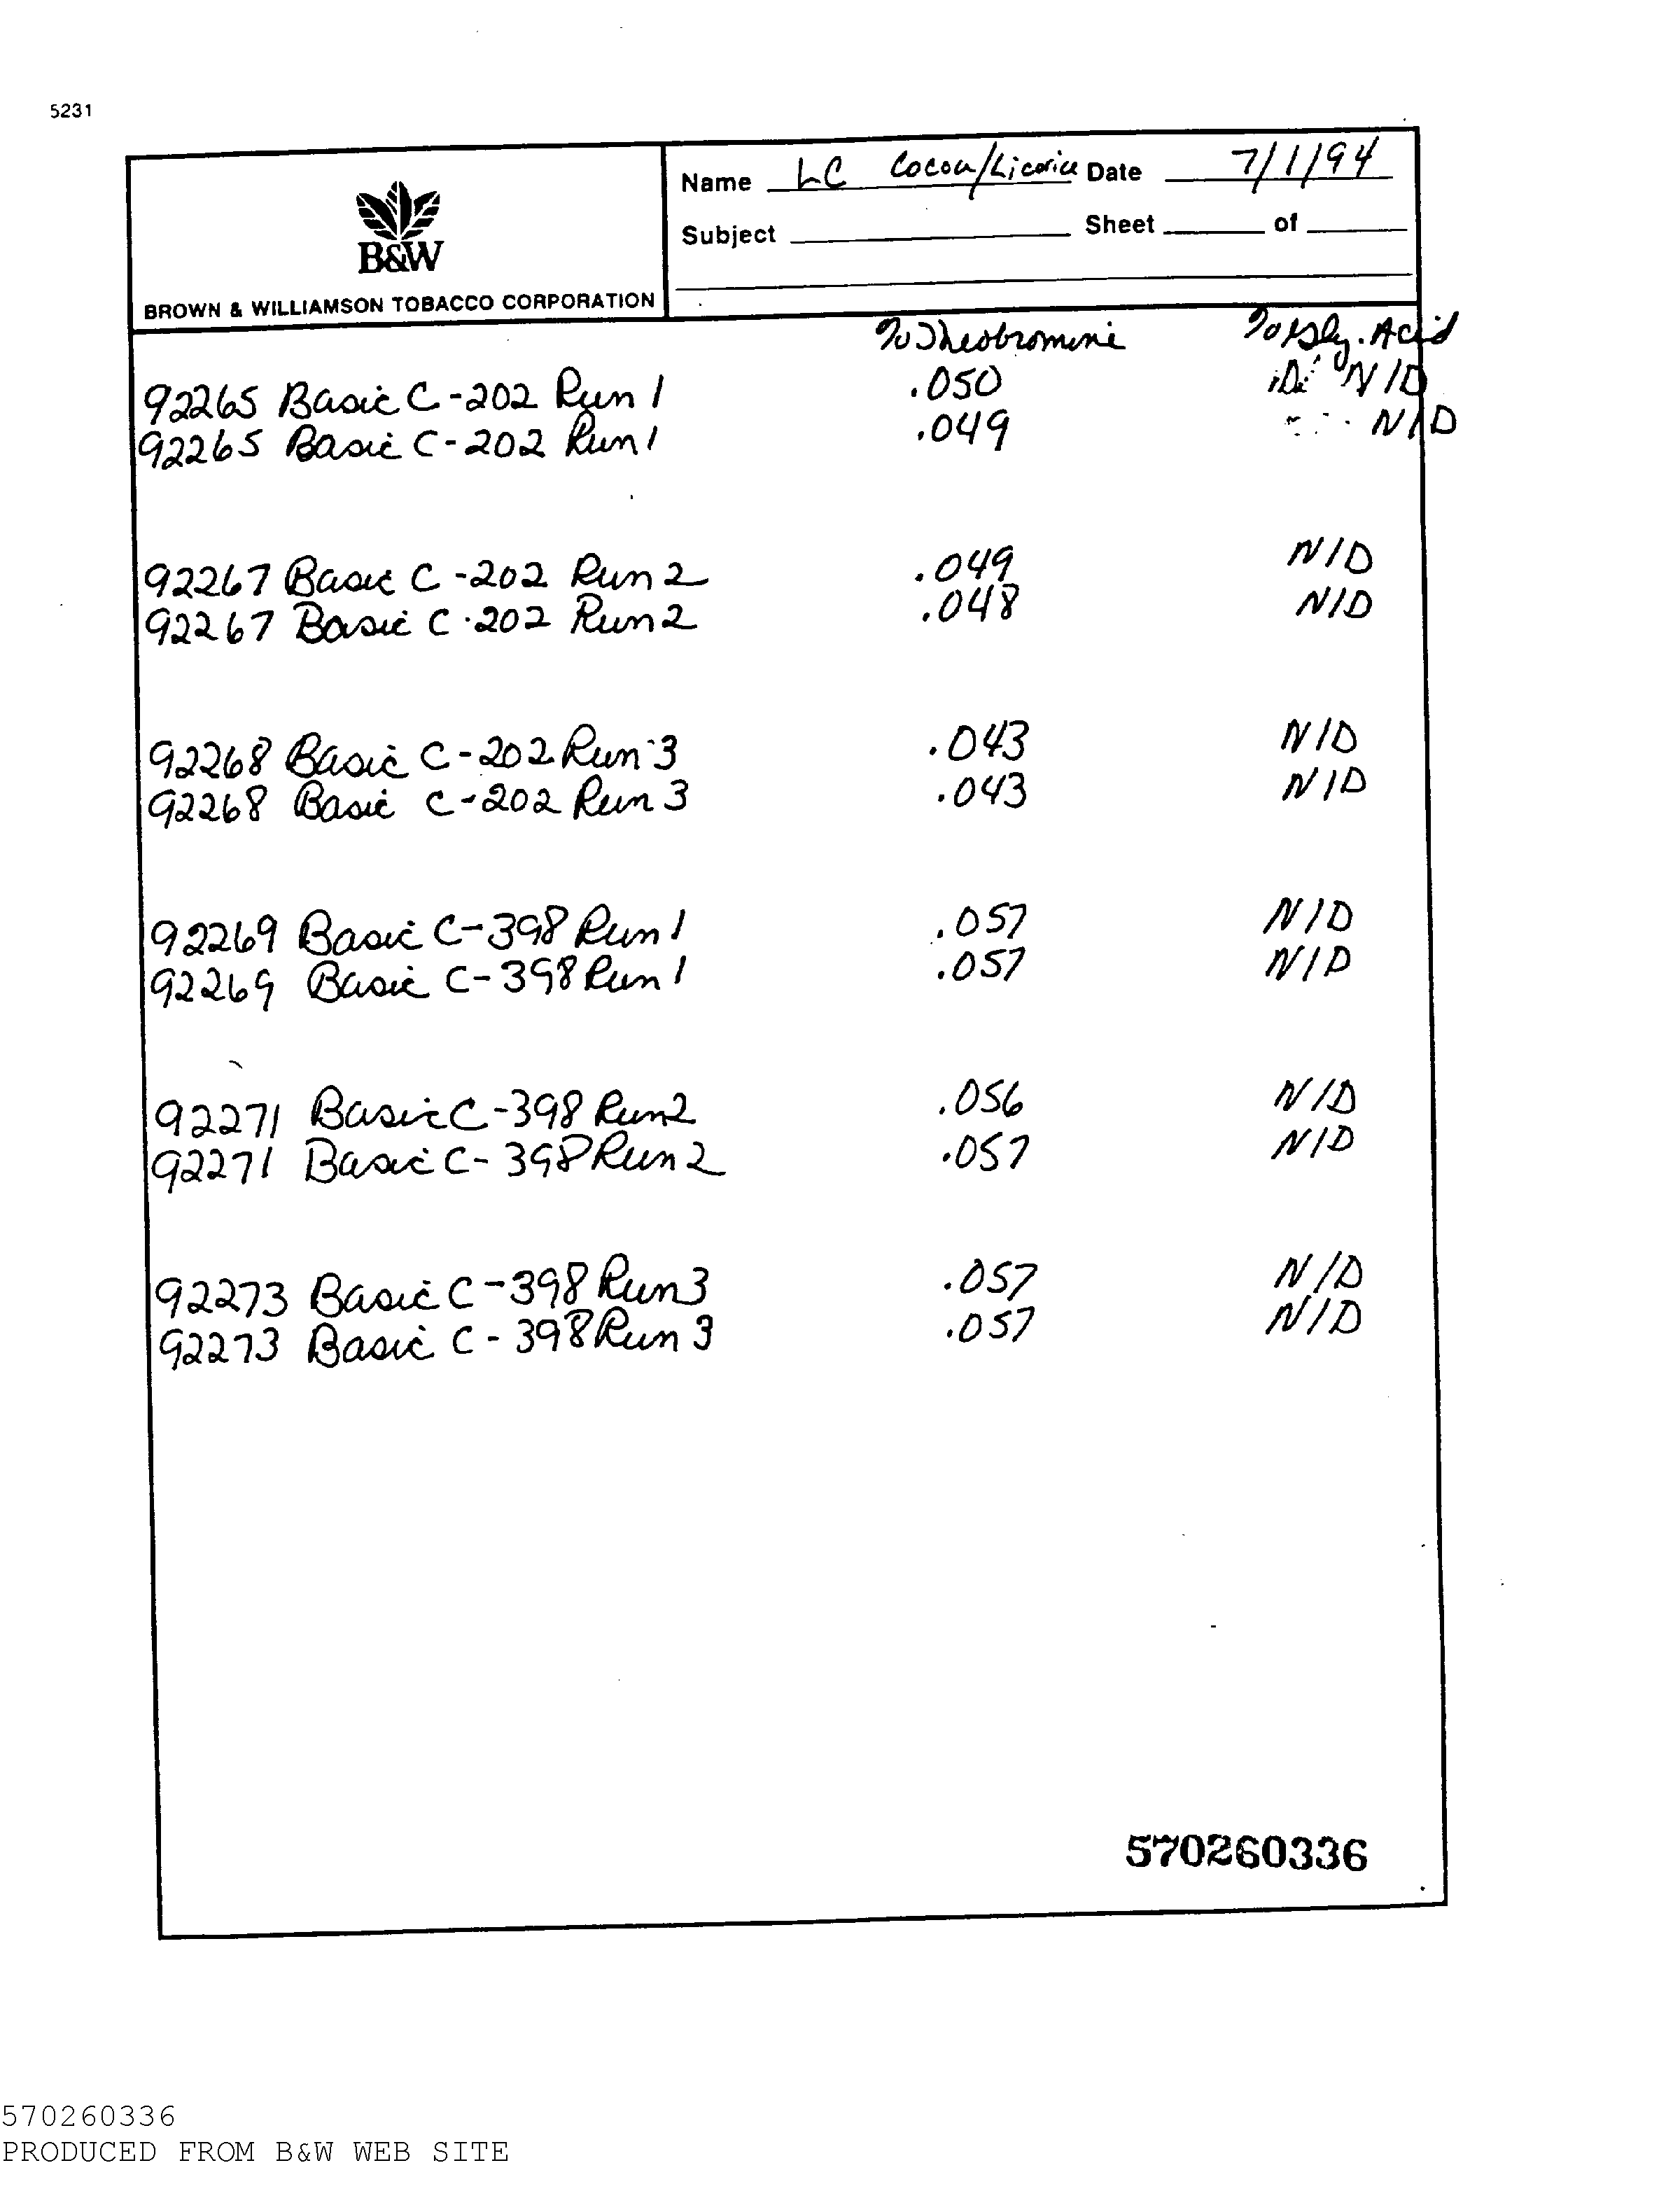 5231
Name LC Cocoa/Licorice Date 7/1/94
Subject Sheet of
B&W
BROWN & WILLIAMSON TOBACCO CORPORATION
% Theobromine % Gly. Acid
92265 Basic C-202 Run 1 .050 N/D
92265 Basic C-202 Run 1 .049 N/D
92267 Basic C-202 Run 2 .049 N/D
92267 Basic C-202 Run 2 .048 N/D
92268 Basic C-202 Run 3 .043 N/D
92268 Basic C-202 Run 3 .043 N/D
92269 Basic C-398 Run 1 .057 N/D
92269 Basic C-398 Run 1 .057 N/D
92271 Basic C-398 Run 2 .056 N/D
92271 Basic C-398 Run 2 .057 N/D
92273 Basic C-398 Run 3 .057 N/D
92273 Basic C-398 Run 3 .057 N/D
570260336
570260336
PRODUCED FROM B&W WEB SITE